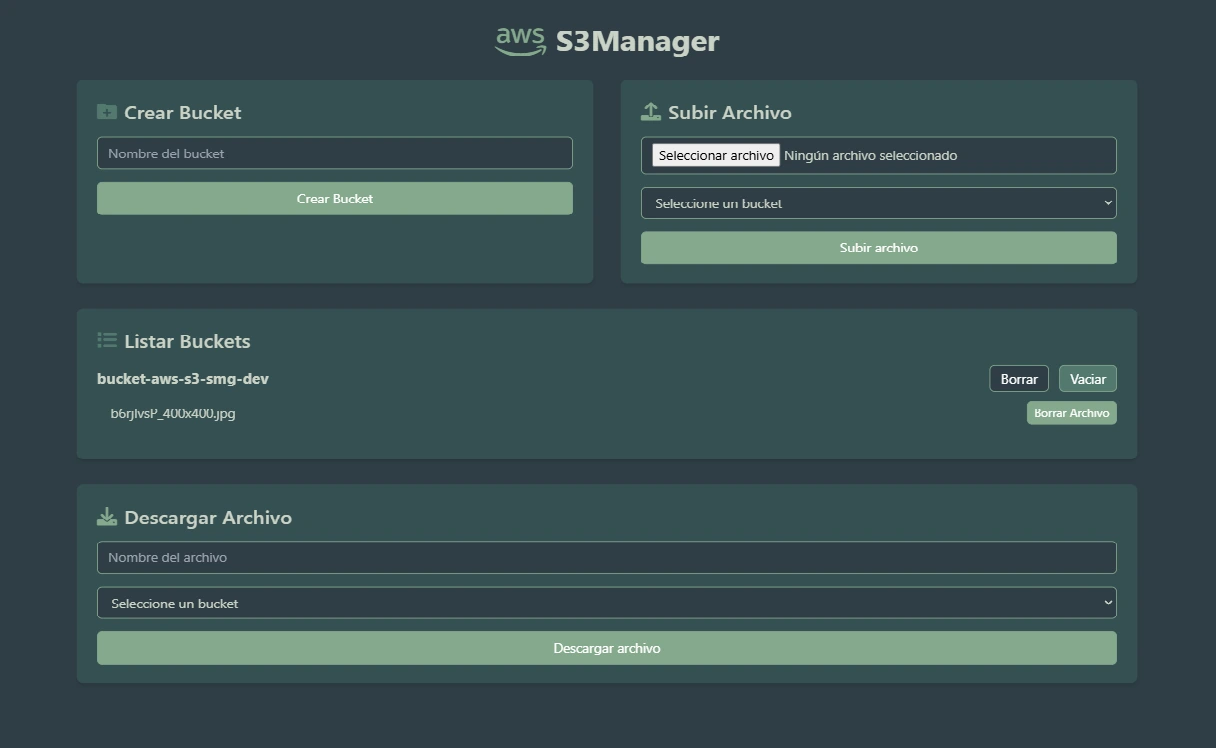 aws S3Manager
Crear Bucket
Nombre del bucket
Crear Bucket
Subir Archivo
Seleccionar archivo Ningún archivo seleccionado
Seleccione un bucket
Subir archivo
Listar Buckets
bucket-aws-s3-smg-dev
Borrar
Vaciar
b6rjIvsP_400x400.jpg
Borrar Archivo
Descargar Archivo
Nombre del archivo
Seleccione un bucket
Descargar archivo